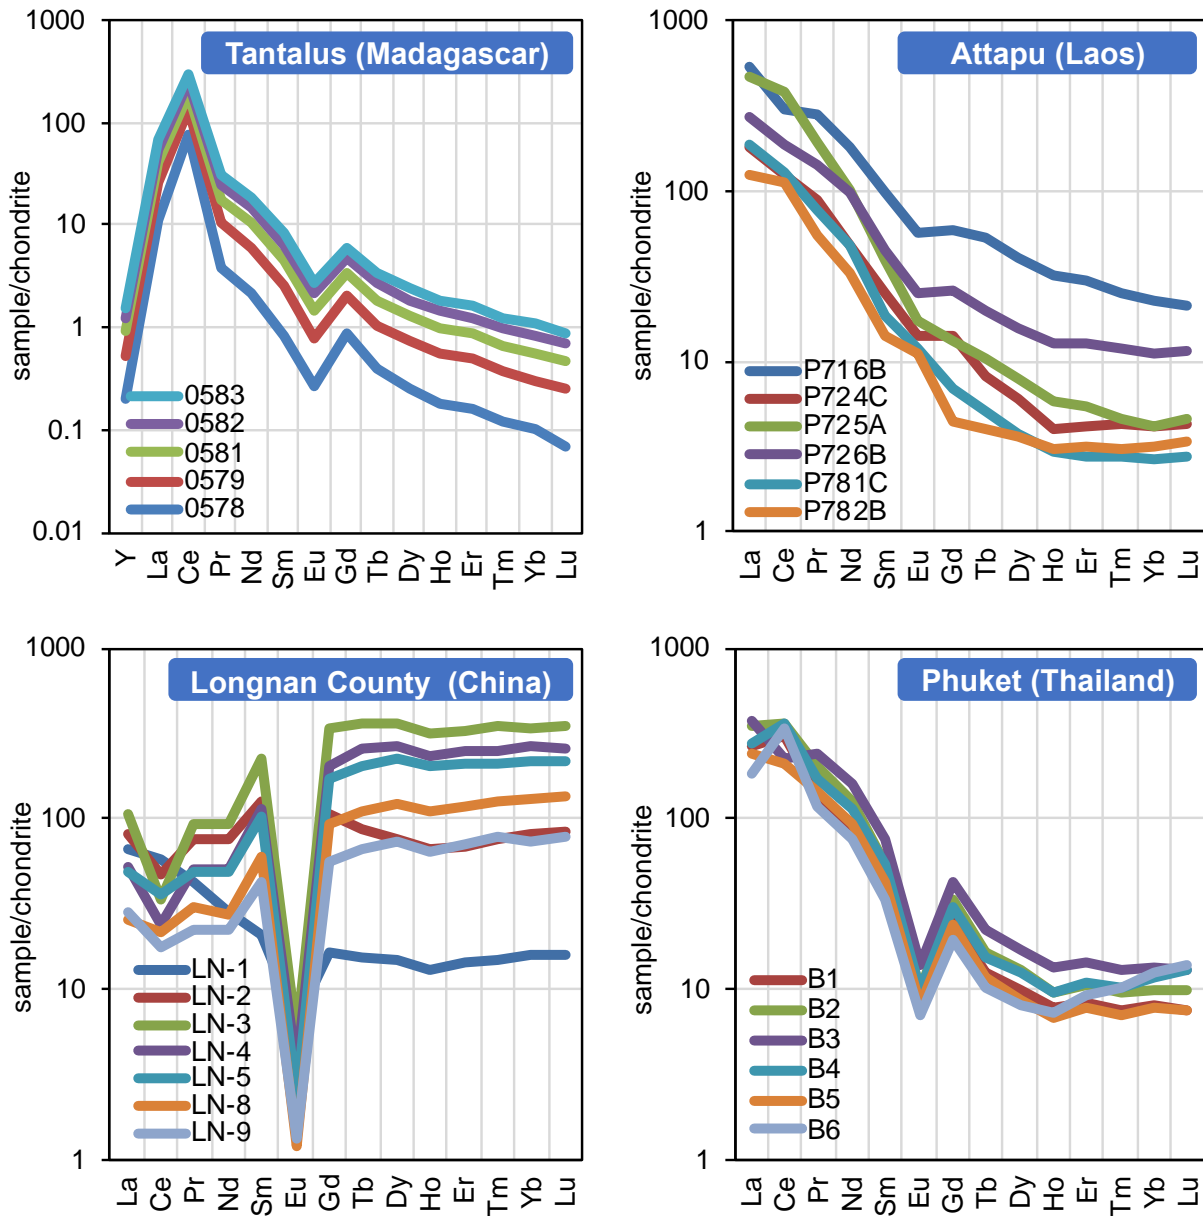 Tantalus (Madagascar)
sample/chondrite
1000
100
10
1
0.1
0.01
0583
0582
0581
0579
0578
Y La Ce Pr Nd Sm Eu Gd Tb Dy Ho Er Tm Yb Lu
Attapu (Laos)
sample/chondrite
1000
100
10
1
P716B
P724C
P725A
P726B
P781C
P782B
La Ce Pr Nd Sm Eu Gd Tb Dy Ho Er Tm Yb Lu
Longnan County (China)
sample/chondrite
1000
100
10
1
LN-1
LN-2
LN-3
LN-4
LN-5
LN-8
LN-9
La Ce Pr Nd Sm Eu Gd Tb Dy Ho Er Tm Yb Lu
Phuket (Thailand)
sample/chondrite
1000
100
10
1
B1
B2
B3
B4
B5
B6
La Ce Pr Nd Sm Eu Gd Tb Dy Ho Er Tm Yb Lu